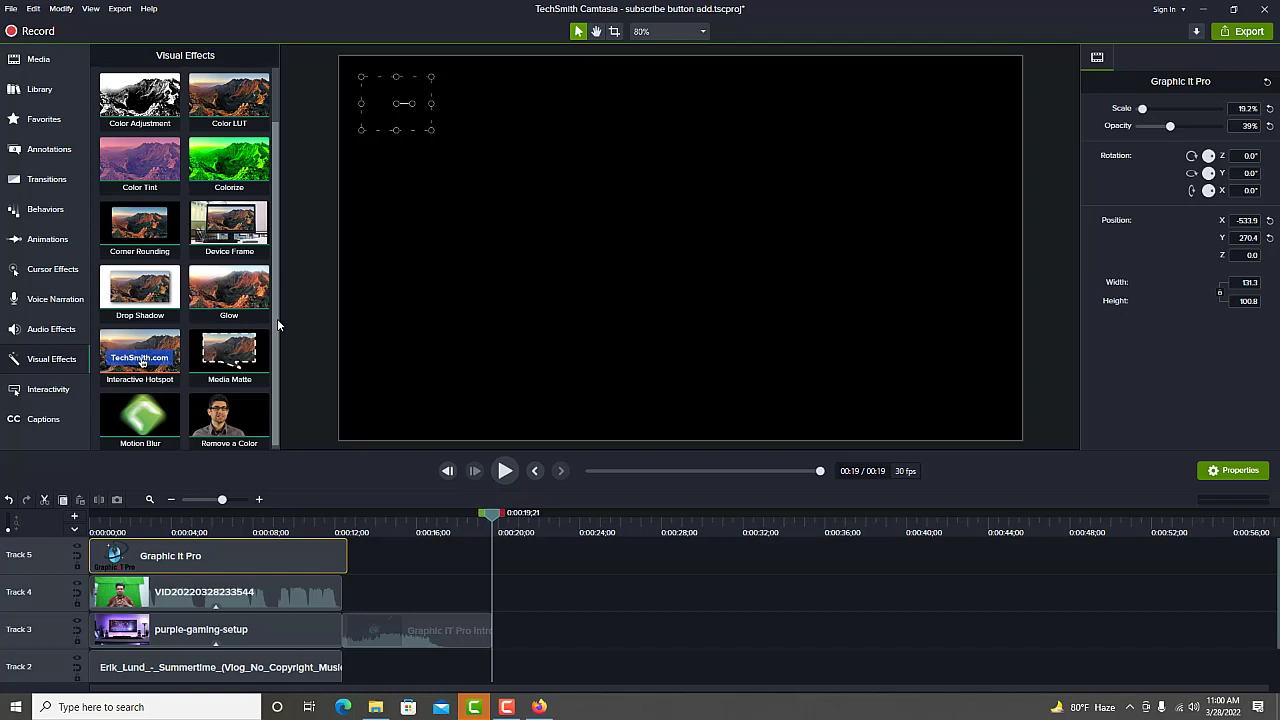 File Edit Modify View Export Help
TechSmith Camtasia - subscribe button add.tscproj*
Sign In
Record
80%
Export
Media
Library
Favorites
Annotations
Transitions
Behaviors
Animations
Cursor Effects
Voice Narration
Audio Effects
Visual Effects
Interactivity
CC Captions
Visual Effects
Color Adjustment
Color LUT
Color Tint
Colorize
Corner Rounding
Device Frame
Drop Shadow
Glow
TechSmith.com
Interactive Hotspot
Media Matte
Motion Blur
Remove a Color
Graphic It Pro
Scale 19.2%
Opacity 39%
Rotation: Z 0.0°
Y 0.0°
X 0.0°
Position: X -533.9
Y 270.4
Z 0.0
Width: 131.3
Height: 100.8
00:19 / 00:19 30 fps
Properties
0:00:19;21
0:00:00;00 0:00:04;00 0:00:08;00 0:00:12;00 0:00:16;00 0:00:20;00 0:00:24;00 0:00:28;00 0:00:32;00 0:00:36;00 0:00:40;00 0:00:44;00 0:00:48;00 0:00:52;00 0:00:56;00
Track 5
Graphic It Pro
Graphic IT Pro
Track 4
VID20220328233544
Track 3
purple-gaming-setup
Graphic IT Pro Intro
Track 2
Erik_Lund_-_Summertime_(Vlog_No_Copyright_Music
Type here to search
80°F Haze
11:00 AM
3/28/2022